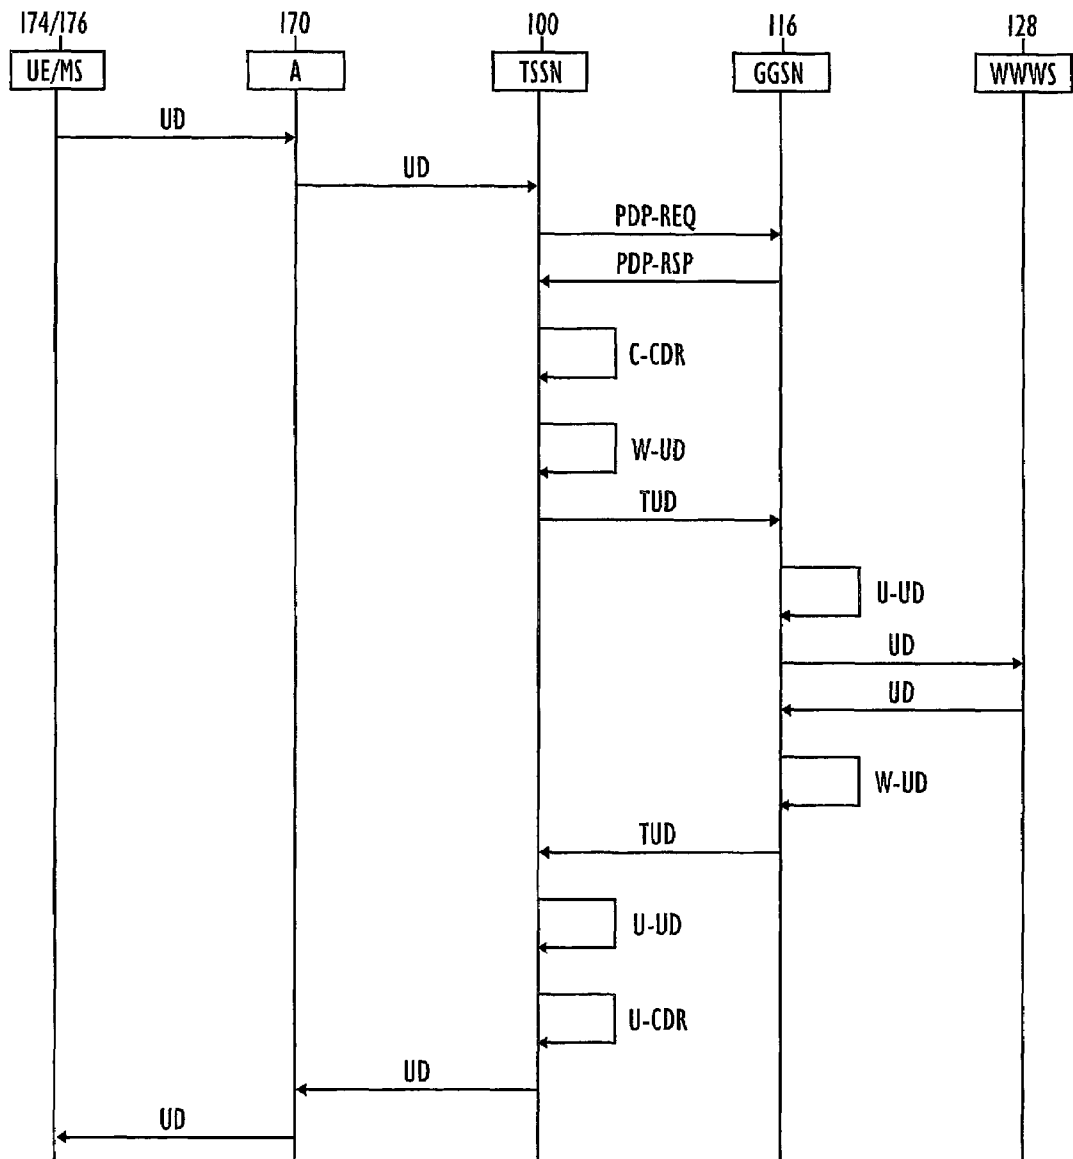 174/176 170 100 116 128
UE/MS A TSSN GGSN WWWS
UD
UD
PDP-REQ
PDP-RSP
C-CDR
W-UD
TUD
U-UD
UD
UD
W-UD
TUD
U-UD
U-CDR
UD
UD